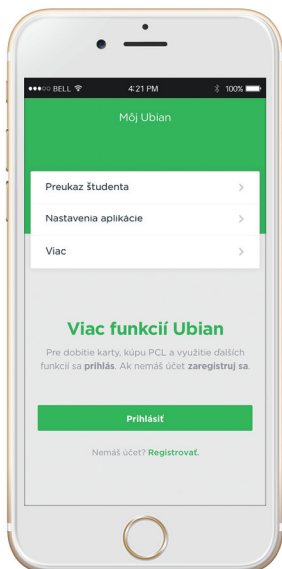 BELL 4:21 PM 100%
Môj Ubian
Preukaz študenta
Nastavenia aplikácie
Viac
Viac funkcií Ubian
Pre dobitie karty, kúpu PCL a využitie ďalších
funkcií sa prihlás. Ak nemáš účet zaregistruj sa.
Prihlásiť
Nemáš účet? Registrovať.